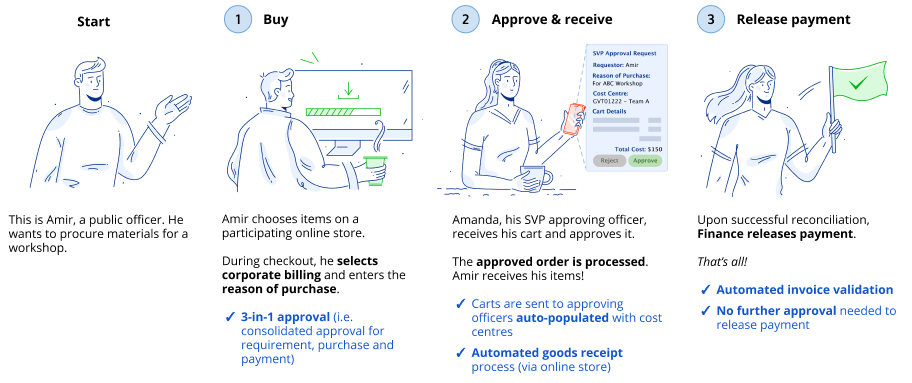 Start
This is Amir, a public officer. He
wants to procure materials for a
workshop.
1 Buy
Amir chooses items on a
participating online store.
During checkout, he selects
corporate billing and enters the
reason of purchase.
✓ 3-in-1 approval (i.e.
consolidated approval for
requirement, purchase and
payment)
2 Approve & receive
SVP Approval Request
Requestor: Amir
Reason of Purchase:
For ABC Workshop
Cost Centre:
GVT01222 – Team A
Cart Details
Total Cost: $150
Reject Approve
Amanda, his SVP approving officer,
receives his cart and approves it.
The approved order is processed.
Amir receives his items!
✓ Carts are sent to approving
officers auto-populated with cost
centres
✓ Automated goods receipt
process (via online store)
3 Release payment
Upon successful reconciliation,
Finance releases payment.
That's all!
✓ Automated invoice validation
✓ No further approval needed to
release payment